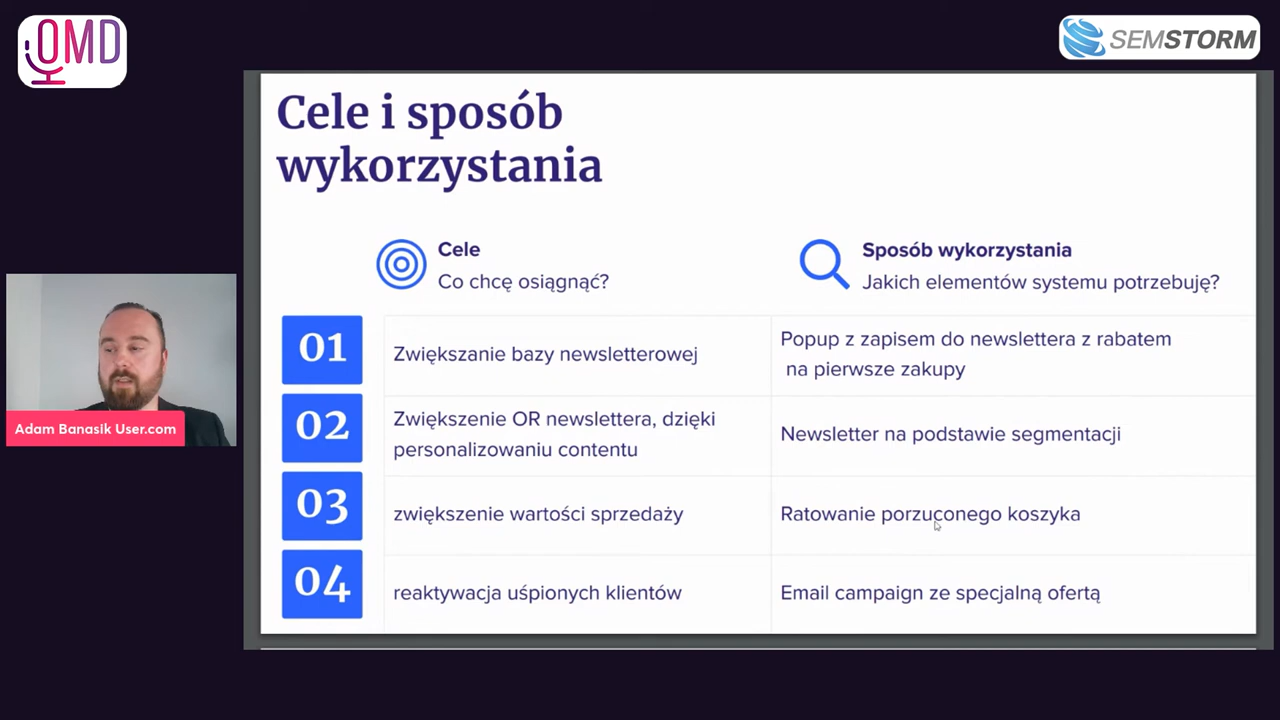 OMD
SEMSTORM
Cele i sposób
wykorzystania
Cele
Co chcę osiągnąć?
Sposób wykorzystania
Jakich elementów systemu potrzebuję?
01
Zwiększanie bazy newsletterowej
Popup z zapisem do newslettera z rabatem
na pierwsze zakupy
02
Zwiększenie OR newslettera, dzięki
personalizowaniu contentu
Newsletter na podstawie segmentacji
03
zwiększenie wartości sprzedaży
Ratowanie porzuconego koszyka
04
reaktywacja uśpionych klientów
Email campaign ze specjalną ofertą
Adam Banasik User.com